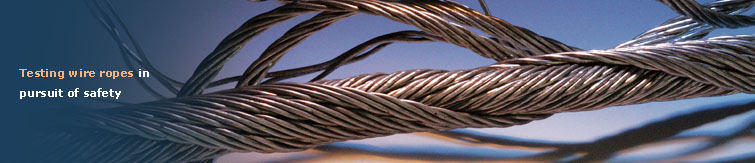 Testing wire ropes in
pursuit of safety